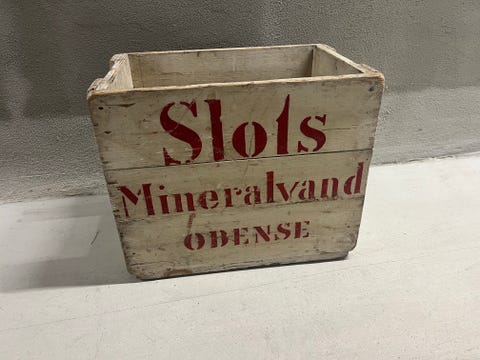 Slots
Mineralvand
ODENSE